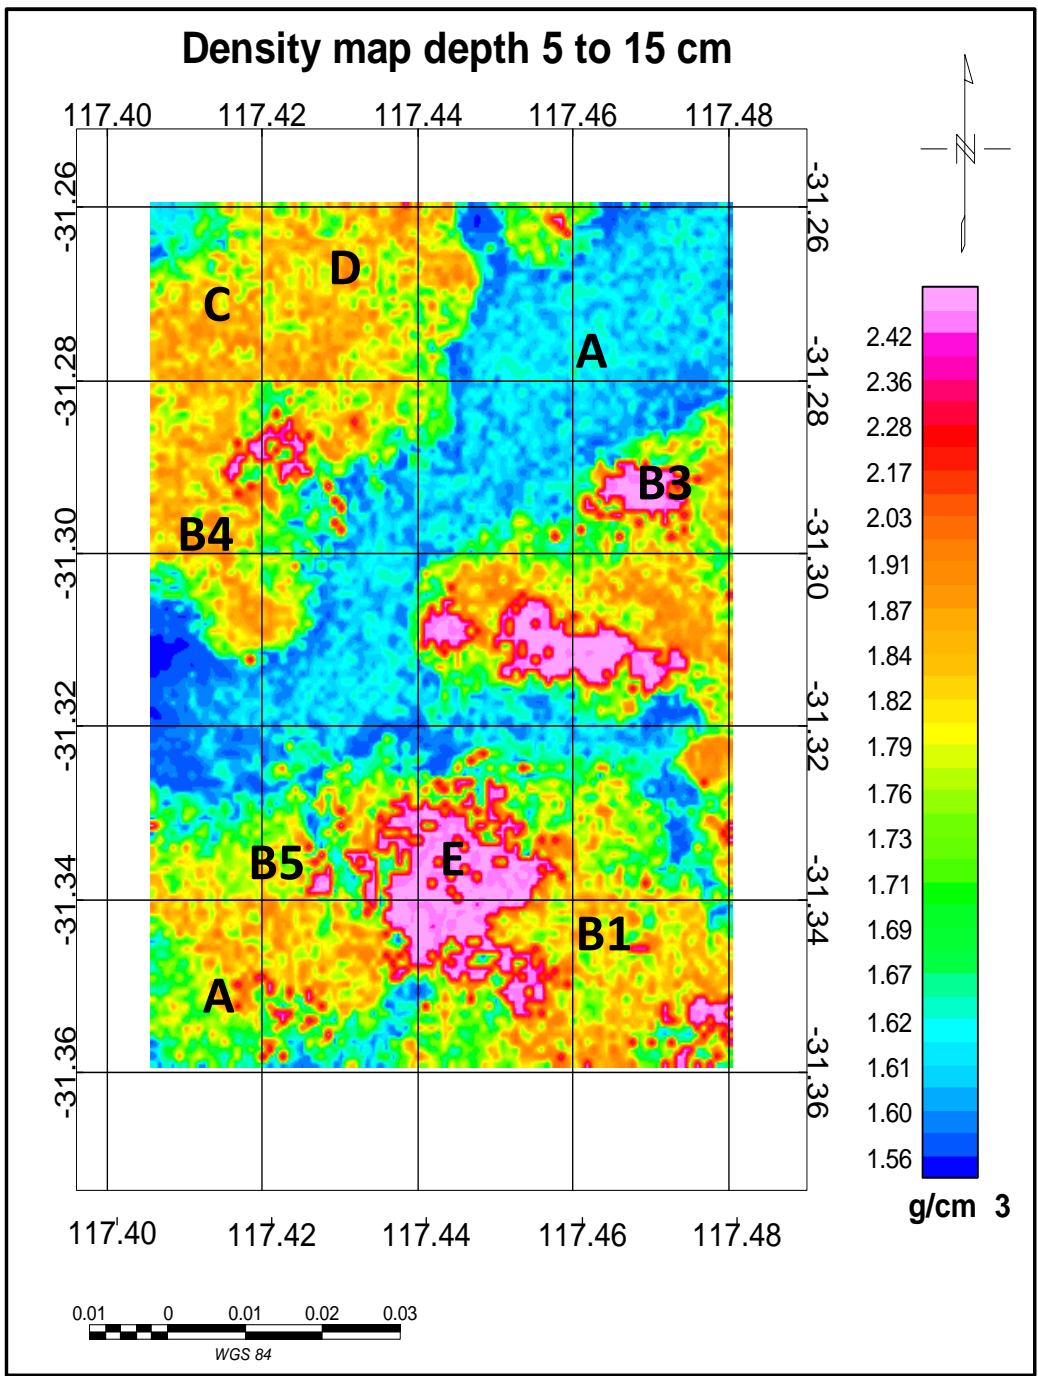 Density map depth 5 to 15 cm
117.40 117.42 117.44 117.46 117.48
N
-31.26 -31.26
D
C
A
-31.28 -31.28
B3
B4
-31.30 -31.30
-31.32 -31.32
B5 E
-31.34 -31.34
B1
A
-31.36 -31.36
2.42
2.36
2.28
2.17
2.03
1.91
1.87
1.84
1.82
1.79
1.76
1.73
1.71
1.69
1.67
1.62
1.61
1.60
1.56
g/cm 3
117.40 117.42 117.44 117.46 117.48
0.01 0 0.01 0.02 0.03
WGS 84